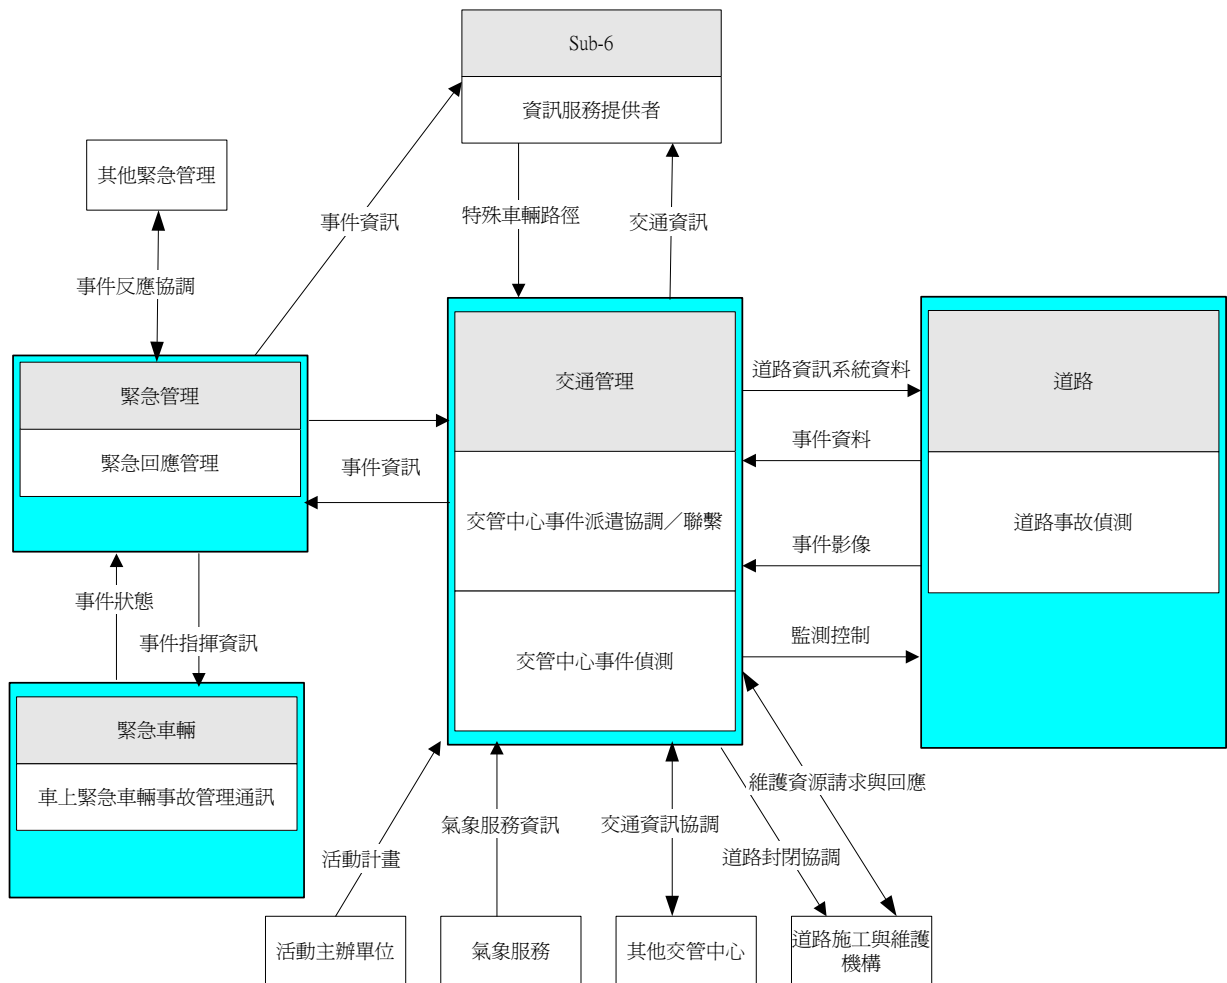 Sub-6
資訊服務提供者
其他緊急管理
事件資訊
特殊車輛路徑
交通資訊
事件反應協調
緊急管理
緊急回應管理
交通管理
交管中心事件派遣協調／聯繫
交管中心事件偵測
道路資訊系統資料
道路
事件資料
事件資訊
道路事故偵測
事件影像
事件狀態
事件指揮資訊
監測控制
緊急車輛
車上緊急車輛事故管理通訊
維護資源請求與回應
氣象服務資訊
交通資訊協調
活動計畫
道路封閉協調
活動主辦單位
氣象服務
其他交管中心
道路施工與維護
機構